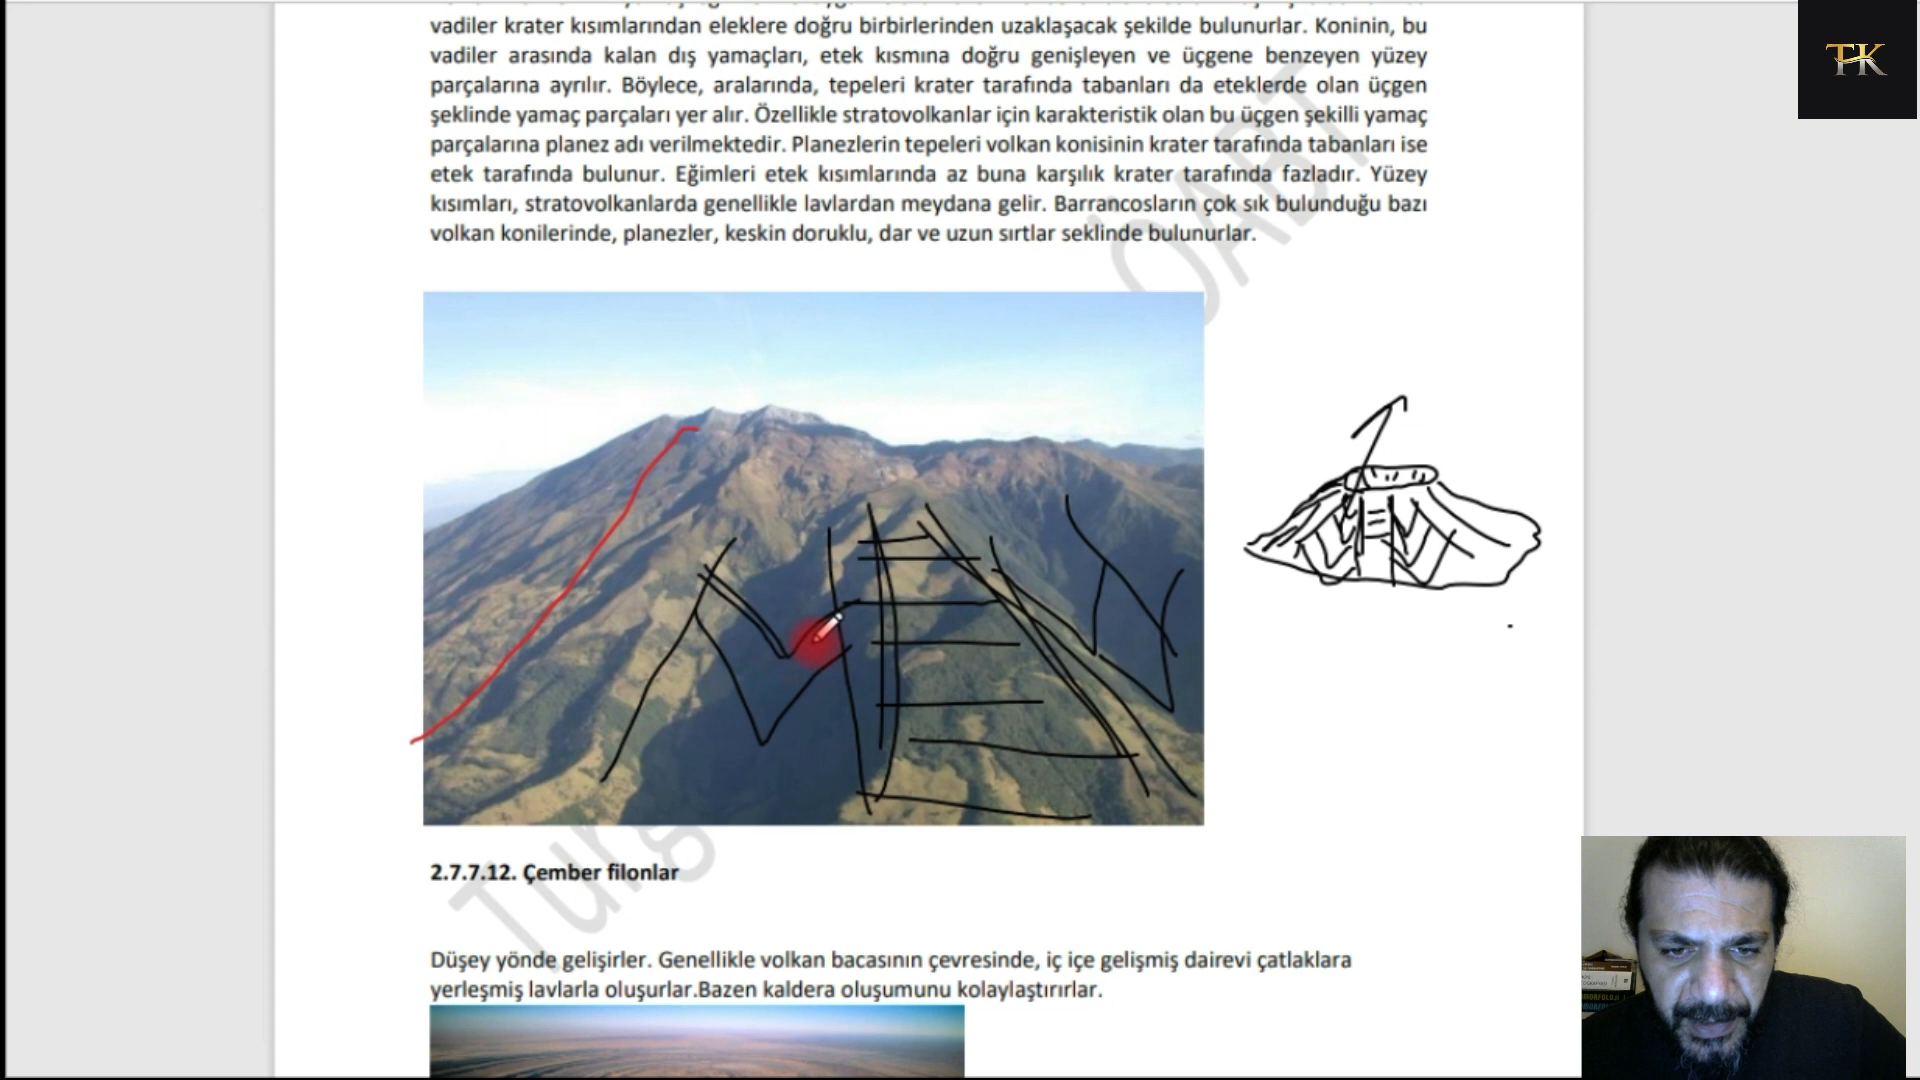 vadiler krater kısımlarından eleklere doğru birbirlerinden uzaklaşacak şekilde bulunurlar. Koninin, bu
vadiler arasında kalan dış yamaçları, etek kısmına doğru genişleyen ve üçgene benzeyen yüzey
parçalarına ayrılır. Böylece, aralarında, tepeleri krater tarafında tabanları da eteklerde olan üçgen
şeklinde yamaç parçaları yer alır. Özellikle stratovolkanlar için karakteristik olan bu üçgen şekilli yamaç
parçalarına planez adı verilmektedir. Planezlerin tepeleri volkan konisinin krater tarafında tabanları ise
etek tarafında bulunur. Eğimleri etek kısımlarında az buna karşılık krater tarafında fazladır. Yüzey
kısımları, stratovolkanlarda genellikle lavlardan meydana gelir. Barrancosların çok sık bulunduğu bazı
volkan konilerinde, planezler, keskin doruklu, dar ve uzun sırtlar seklinde bulunurlar.
2.7.7.12. Çember filonlar
Düşey yönde gelişirler. Genellikle volkan bacasının çevresinde, iç içe gelişmiş dairevi çatlaklara
yerleşmiş lavlarla oluşurlar.Bazen kaldera oluşumunu kolaylaştırırlar.
TK
ÖABT